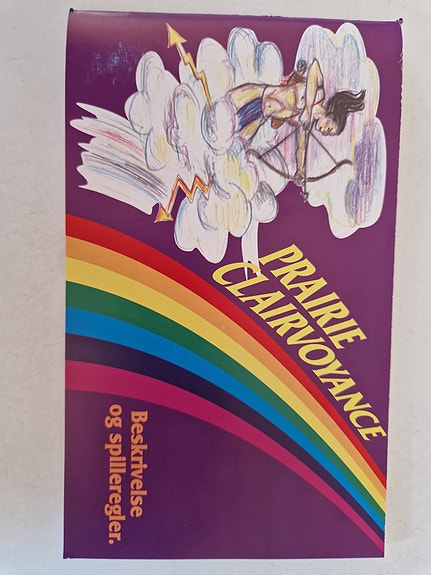 PRAIRIE
CLAIRVOYANCE
Beskrivelse
og spilleregler.